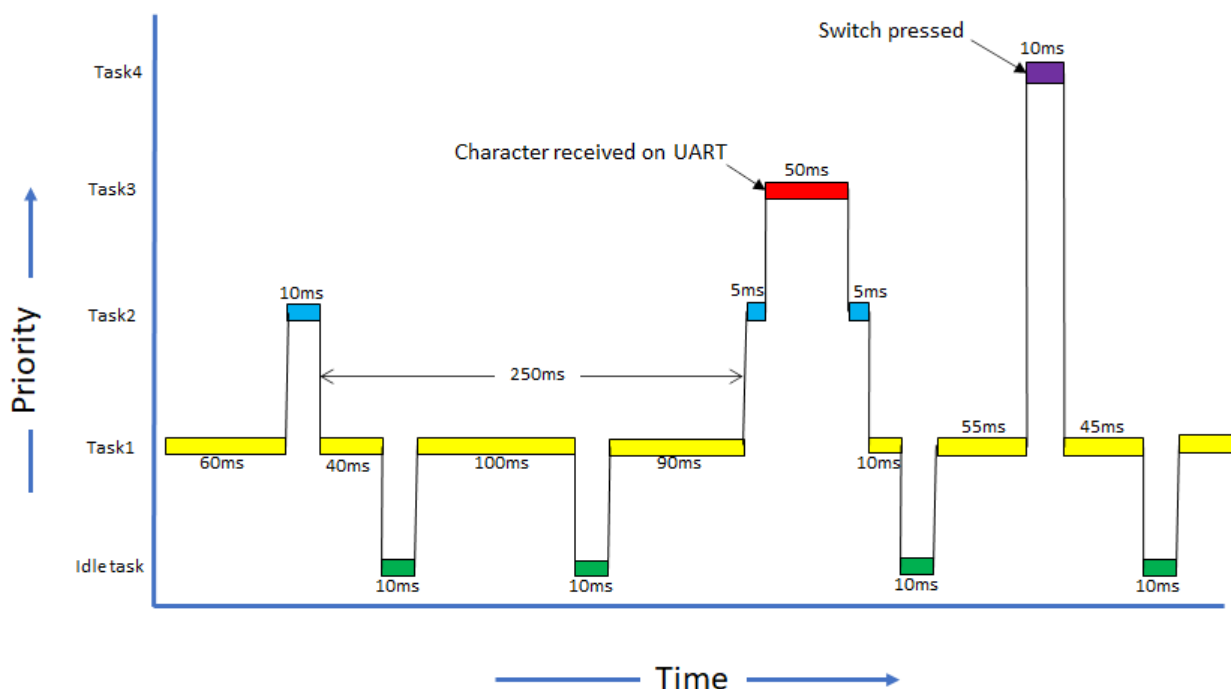 Switch pressed
10ms
Task4
Character received on UART
50ms
Task3
10ms
5ms
5ms
Task2
250ms
Priority
55ms
45ms
Task1
60ms
40ms
100ms
90ms
10ms
Idle task
10ms
10ms
10ms
10ms
Time